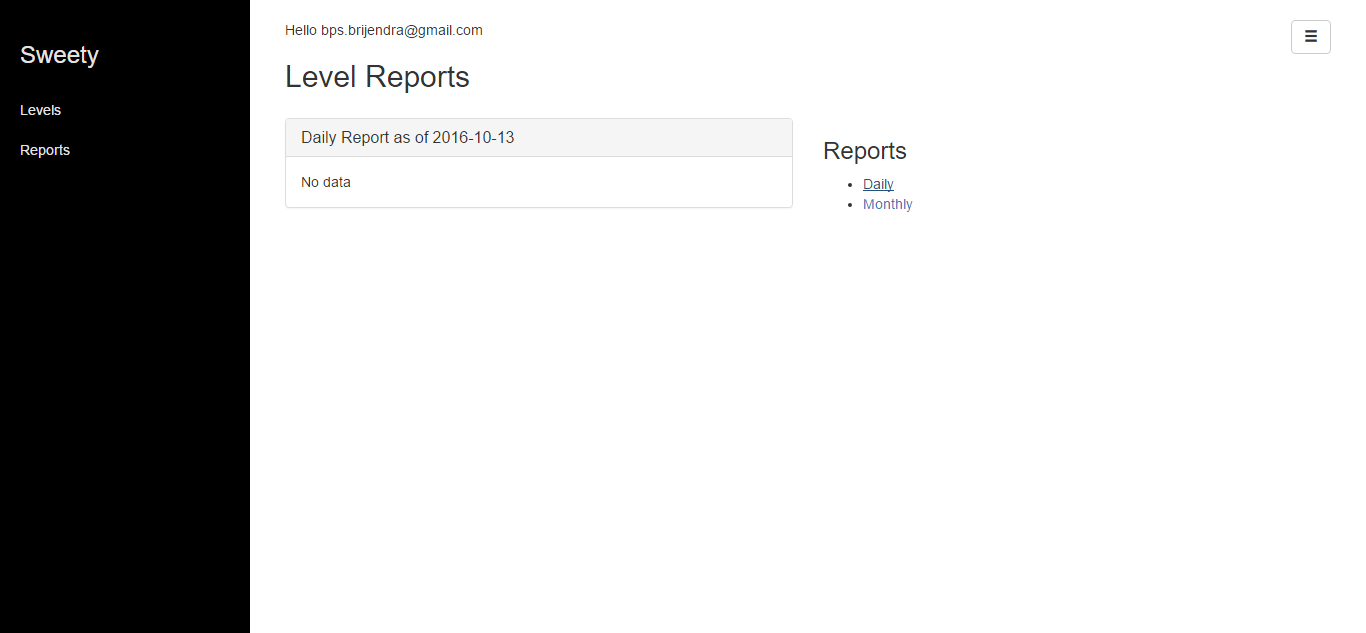 Sweety
Levels
Reports
Hello bps.brijendra@gmail.com
Level Reports
Daily Report as of 2016-10-13
No data
Reports
Daily
Monthly